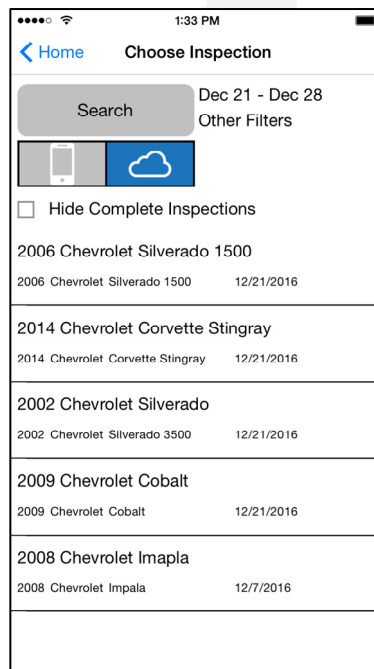 1:33 PM
Home Choose Inspection
Search
Dec 21 - Dec 28
Other Filters
Hide Complete Inspections
2006 Chevrolet Silverado 1500
2006 Chevrolet Silverado 1500 12/21/2016
2014 Chevrolet Corvette Stingray
2014 Chevrolet Corvette Stingray 12/21/2016
2002 Chevrolet Silverado
2002 Chevrolet Silverado 3500 12/21/2016
2009 Chevrolet Cobalt
2009 Chevrolet Cobalt 12/21/2016
2008 Chevrolet Imapla
2008 Chevrolet Impala 12/7/2016